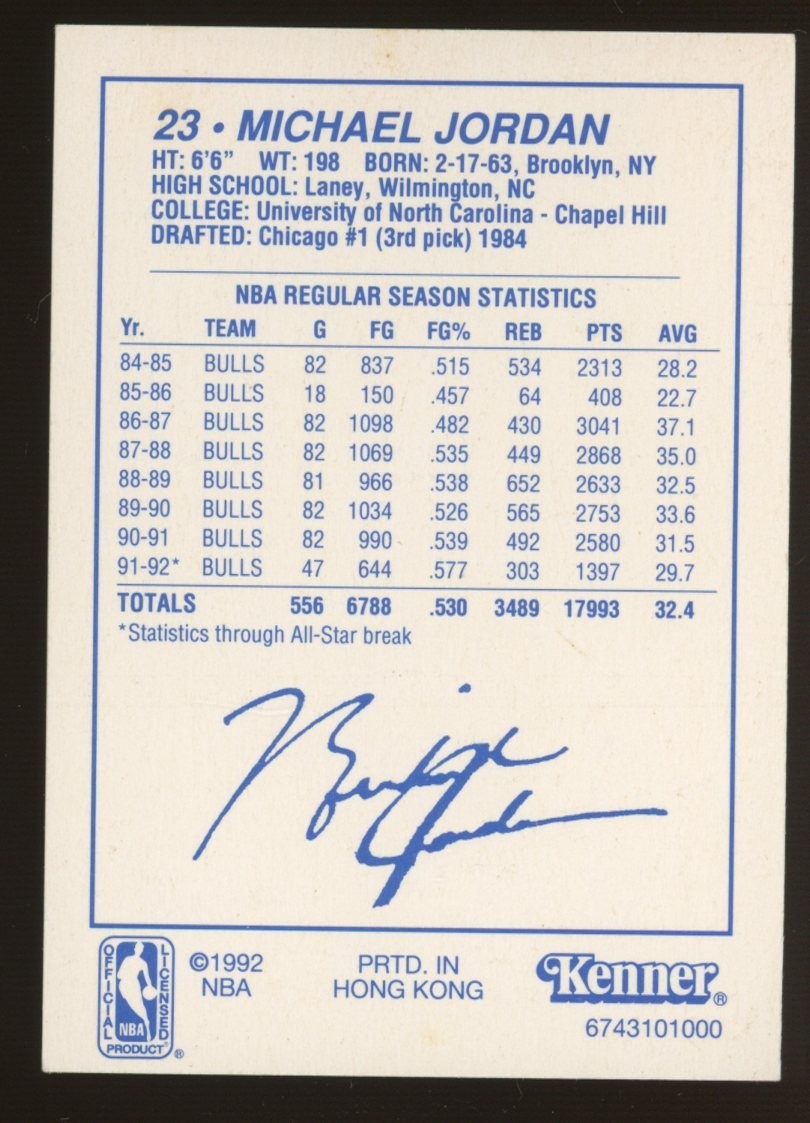 23 • MICHAEL JORDAN
HT: 6'6" WT: 198 BORN: 2-17-63, Brooklyn, NY
HIGH SCHOOL: Laney, Wilmington, NC
COLLEGE: University of North Carolina - Chapel Hill
DRAFTED: Chicago #1 (3rd pick) 1984
NBA REGULAR SEASON STATISTICS
Yr. TEAM G FG FG% REB PTS AVG
84-85 BULLS 82 837 .515 534 2313 28.2
85-86 BULLS 18 150 .457 64 408 22.7
86-87 BULLS 82 1098 .482 430 3041 37.1
87-88 BULLS 82 1069 .535 449 2868 35.0
88-89 BULLS 81 966 .538 652 2633 32.5
89-90 BULLS 82 1034 .526 565 2753 33.6
90-91 BULLS 82 990 .539 492 2580 31.5
91-92* BULLS 47 644 .577 303 1397 29.7
TOTALS 556 6788 .530 3489 17993 32.4
*Statistics through All-Star break
Michael
Jordan
OFFICIAL LICENSED
NBA
PRODUCT®
©1992
NBA
PRTD. IN
HONG KONG
Kenner®
6743101000